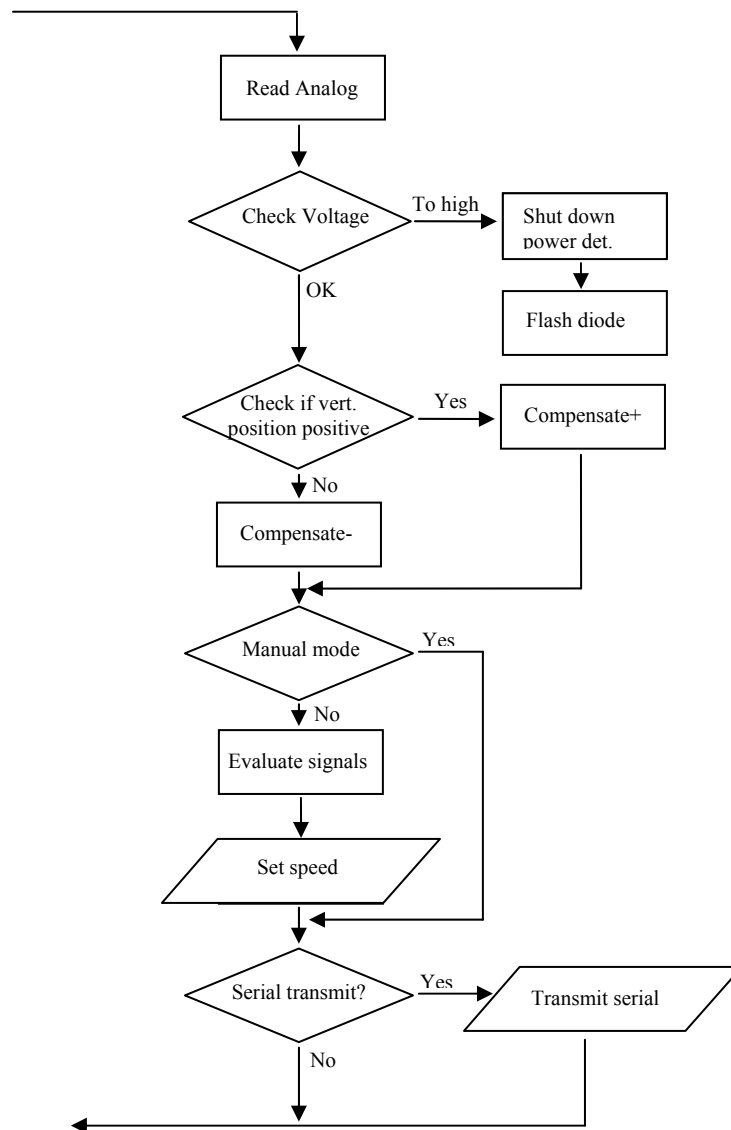 Read Analog
Check Voltage
To high
Shut down
power det.
OK
Flash diode
Check if vert.
position positive
Yes
Compensate+
No
Compensate-
Manual mode
Yes
No
Evaluate signals
Set speed
Serial transmit?
Yes
Transmit serial
No